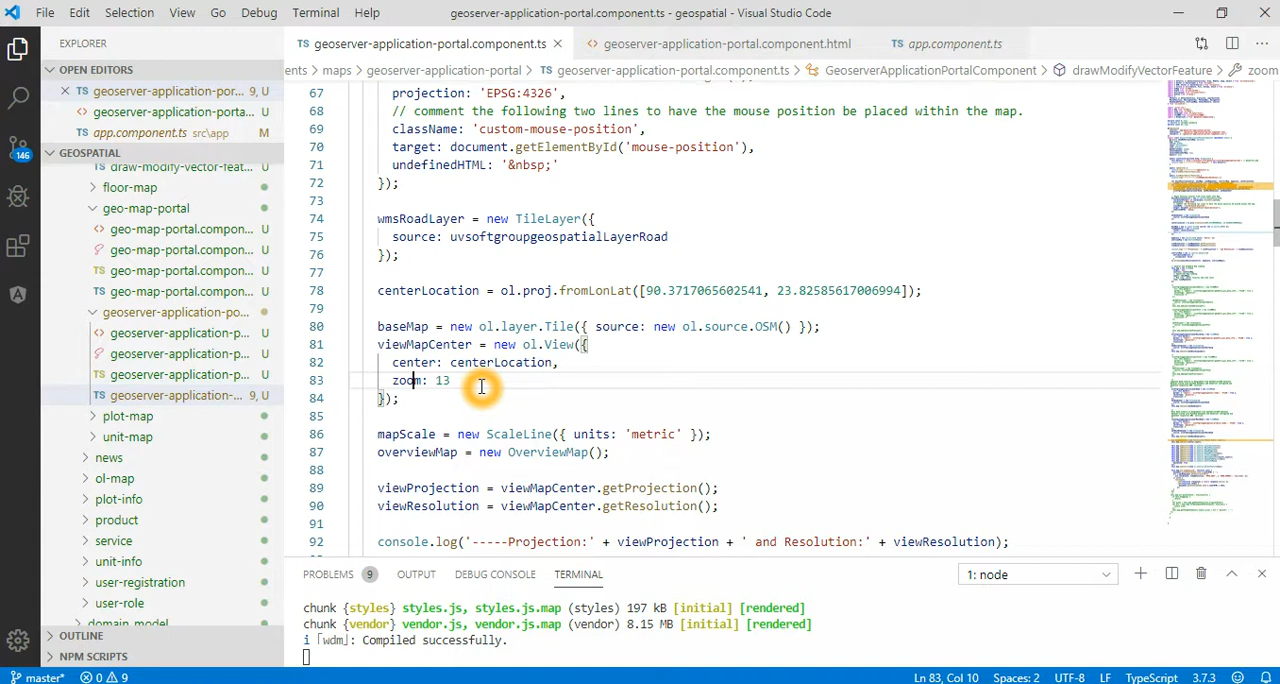 File Edit Selection View Go Debug Terminal Help geoserver-application-portal.component.ts - geospatial - Visual Studio Code
EXPLORER
TS geoserver-application-portal.component.ts
<> geoserver-application-portal.component.html
TS app.component.ts
ents > maps > geoserver-application-portal > TS geoserver-application-portal.component.ts > GeoserverApplicationPortalComponent > drawModifyVectorFeature > zoom
OPEN EDITORS
TS geoserver-application-por... 9, U
<> geoserver-application-porta... U
TS app.component.ts src\app M
GEOSPATIAL
draw-modify-vector-fea... U
floor-map
geo-map-portal
geo-map-portal.compon... U
geo-map-portal.compon... U
TS geo-map-portal.compon... U
TS geo-map-portal.compon... U
geoserver-application-po...
geoserver-application-p... U
geoserver-application-p... U
TS geoserver-application-p... U
TS geoserver-application-... 9, U
plot-map
unit-map
news
ol-map
plot-info
product
service
unit-info
user-registration
user-role
domain_model
OUTLINE
NPM SCRIPTS
146
67 projection: 'EPSG:4326',
68 // comment the following two lines to have the mouse position be placed within the map.
69 className: 'custom-mouse-position',
70 target: document.getElementById('mouse-position'),
71 undefinedHTML: '&nbsp;'
72 });
73
74 wmsRoadLayer = new TileLayer({
75 source: uvsoftgroupgeospatialLayerRoad
76 });
77
78 centerLocation = ol.proj.fromLonLat([90.3717065602541, 23.82585617006994]);
79
80 baseMap = new ol.layer.Tile({ source: new ol.source.OSM() });
81 viewMapCenter = new ol.View({
82 center: centerLocation,
83 zoom: 13
84 });
85
86 mapScale = new ScaleLine({ units: 'metric' });
87 overviewMap = new OverviewMap();
88
89 viewProjection = viewMapCenter.getProjection();
90 viewResolution = viewMapCenter.getResolution();
91
92 console.log('-----Projection:' + viewProjection + ' and Resolution:' + viewResolution);
PROBLEMS 9 OUTPUT DEBUG CONSOLE TERMINAL 1: node
chunk {styles} styles.js, styles.js.map (styles) 197 kB [initial] [rendered]
chunk {vendor} vendor.js, vendor.js.map (vendor) 8.15 MB [initial] [rendered]
i 「wdm」: Compiled successfully.
master* 0 9 Ln 83, Col 10 Spaces: 2 UTF-8 LF TypeScript 3.7.3